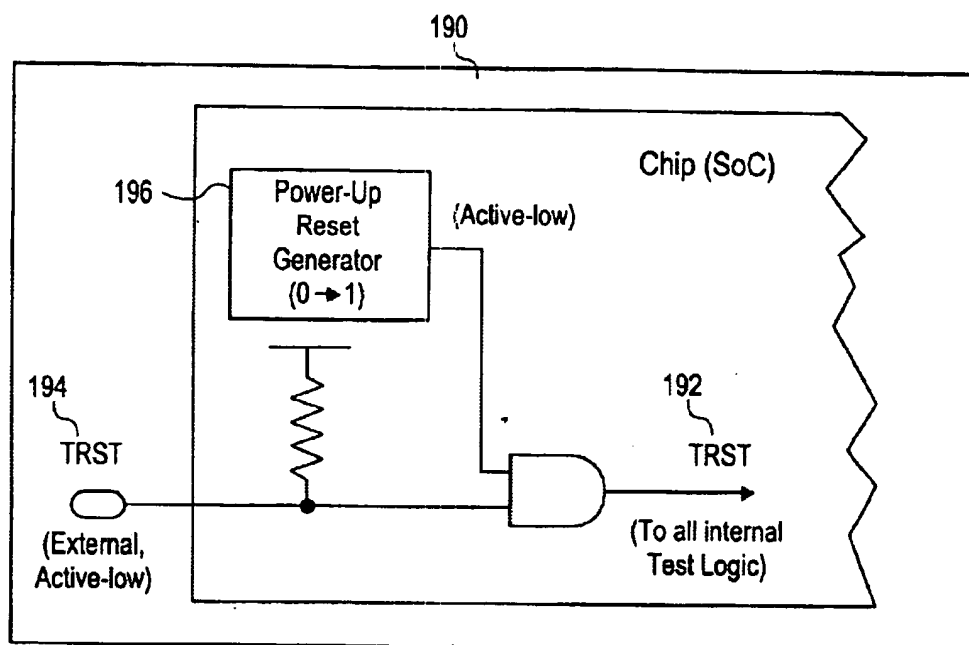 190
Chip (SoC)
196
Power-Up
Reset
Generator
(0→1)
(Active-low)
194
TRST
(External,
Active-low)
192
TRST
(To all internal
Test Logic)